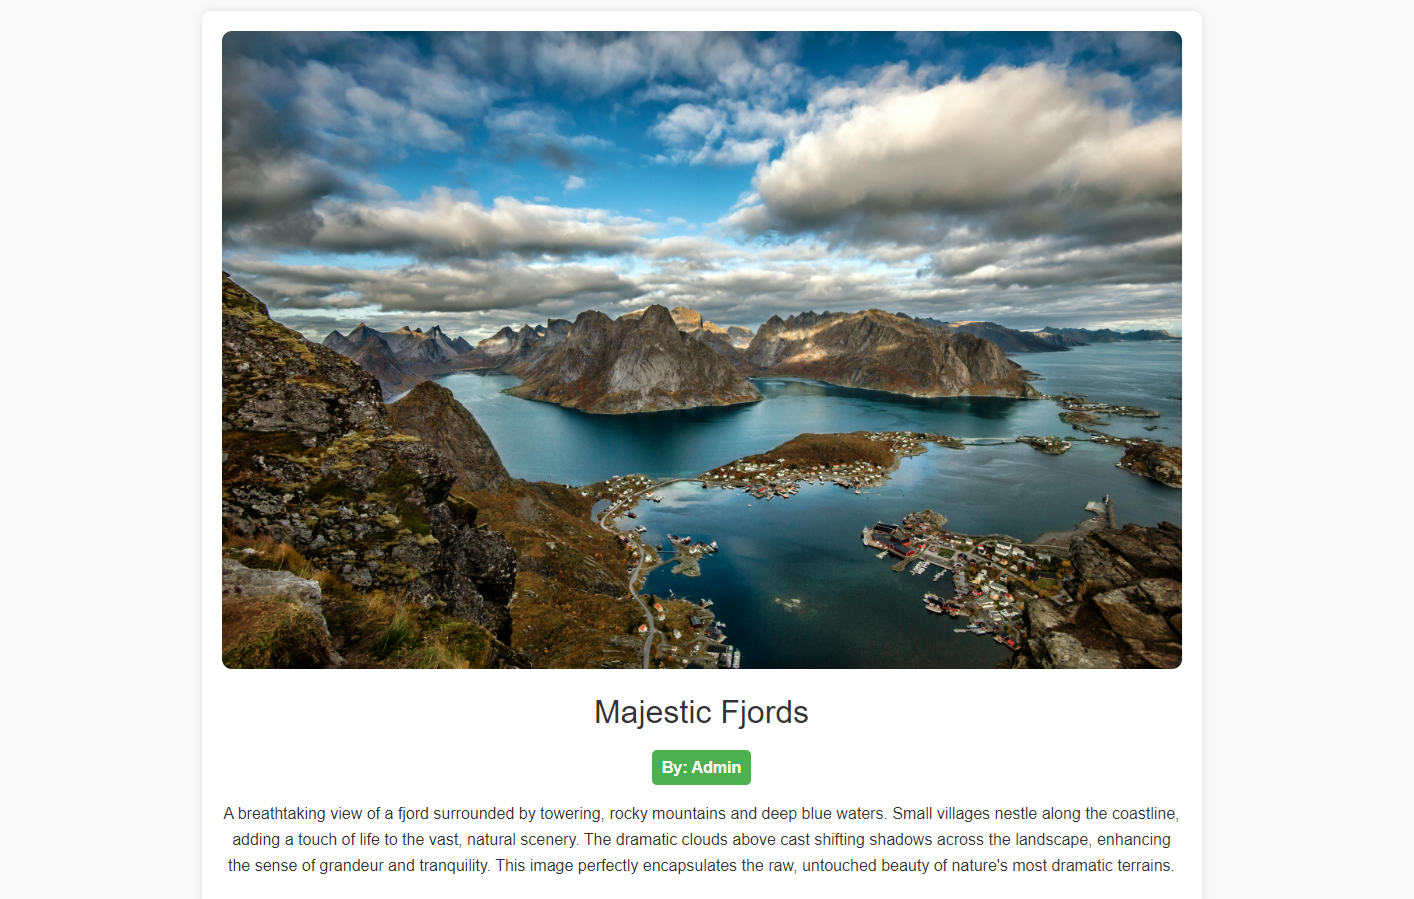 Majestic Fjords
By: Admin
A breathtaking view of a fjord surrounded by towering, rocky mountains and deep blue waters. Small villages nestle along the coastline,
adding a touch of life to the vast, natural scenery. The dramatic clouds above cast shifting shadows across the landscape, enhancing
the sense of grandeur and tranquility. This image perfectly encapsulates the raw, untouched beauty of nature's most dramatic terrains.